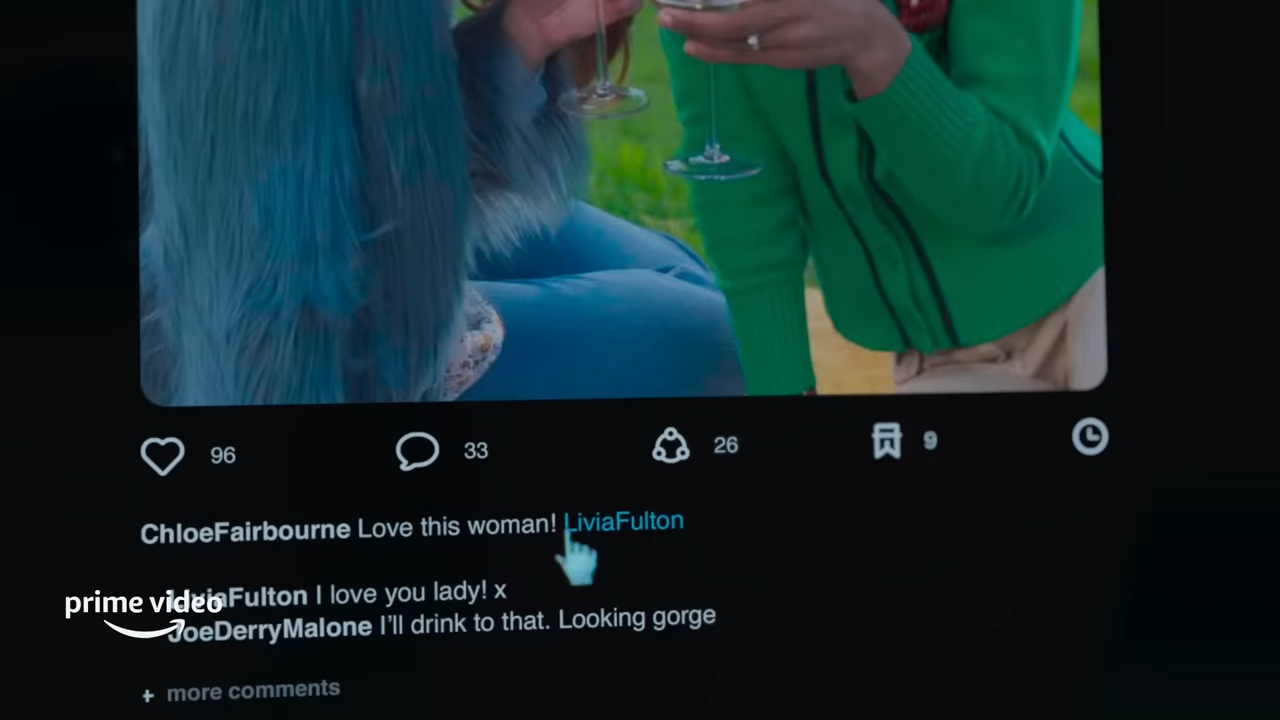 96
33
26
9
ChloeFairbourne Love this woman! LiviaFulton
LiviaFulton I love you lady! x
JoeDerryMalone I'll drink to that. Looking gorge
+ more comments
prime video